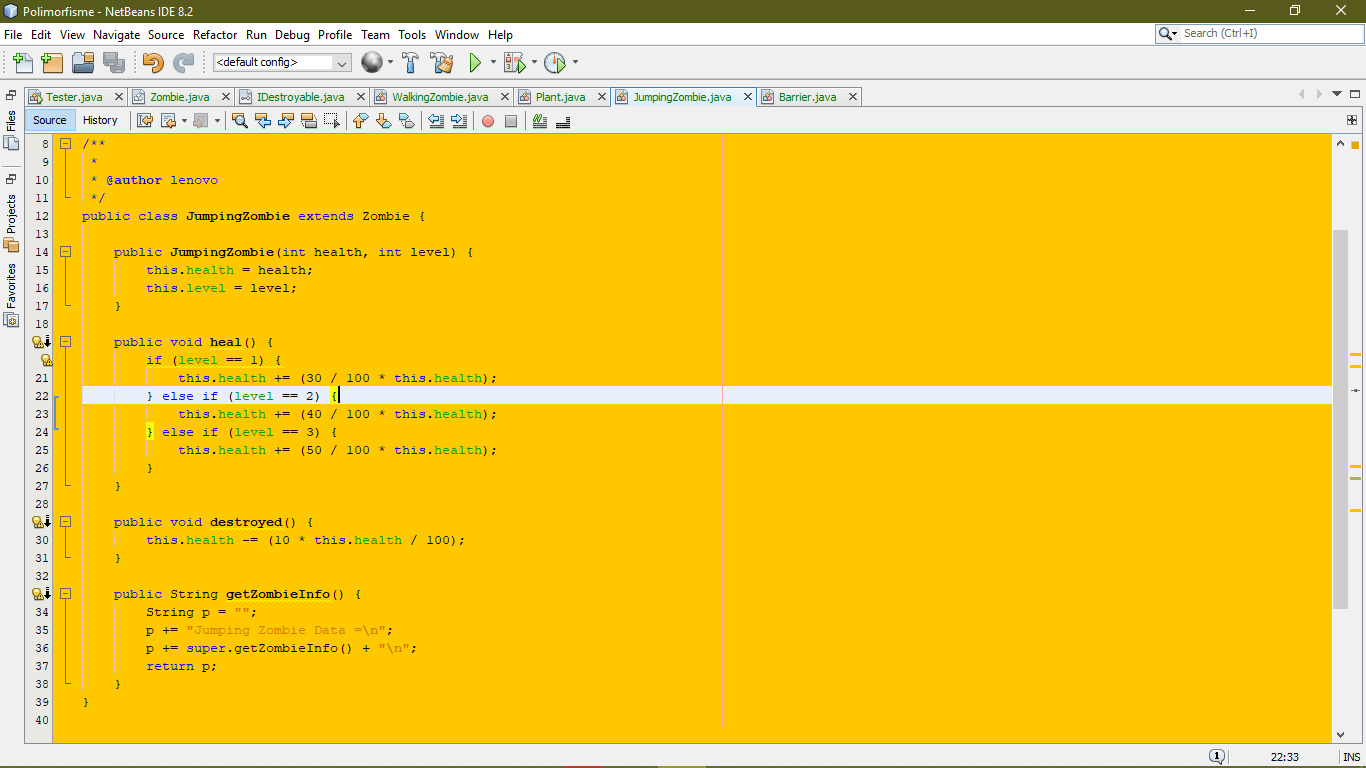 Polimorfisme - NetBeans IDE 8.2
File Edit View Navigate Source Refactor Run Debug Profile Team Tools Window Help
Search (Ctrl+I)
<default config>
Tester.java Zombie.java IDestroyable.java WalkingZombie.java Plant.java JumpingZombie.java Barrier.java
Source History
Files
Projects
Favorites
8 /**
9 *
10 * @author lenovo
11 */
12 public class JumpingZombie extends Zombie {
13
14 public JumpingZombie(int health, int level) {
15 this.health = health;
16 this.level = level;
17 }
18
public void heal() {
if (level == 1) {
21 this.health += (30 / 100 * this.health);
22 } else if (level == 2) {
23 this.health += (40 / 100 * this.health);
24 } else if (level == 3) {
25 this.health += (50 / 100 * this.health);
26 }
27 }
28
public void destroyed() {
30 this.health -= (10 * this.health / 100);
31 }
32
public String getZombieInfo() {
34 String p = "";
35 p += "Jumping Zombie Data =\n";
36 p += super.getZombieInfo() + "\n";
37 return p;
38 }
39 }
40
1 22:33 INS